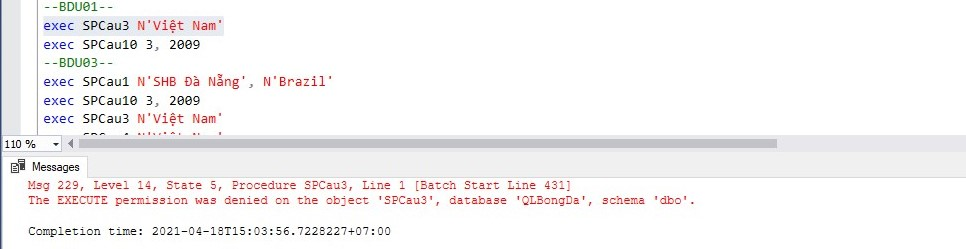 --BDU01--
exec SPCau3 N'Việt Nam'
exec SPCau10 3, 2009
--BDU03--
exec SPCau1 N'SHB Đà Nẵng', N'Brazil'
exec SPCau10 3, 2009
exec SPCau3 N'Việt Nam'
110 %
Messages
Msg 229, Level 14, State 5, Procedure SPCau3, Line 1 [Batch Start Line 431]
The EXECUTE permission was denied on the object 'SPCau3', database 'QLBongDa', schema 'dbo'.
Completion time: 2021-04-18T15:03:56.7228227+07:00